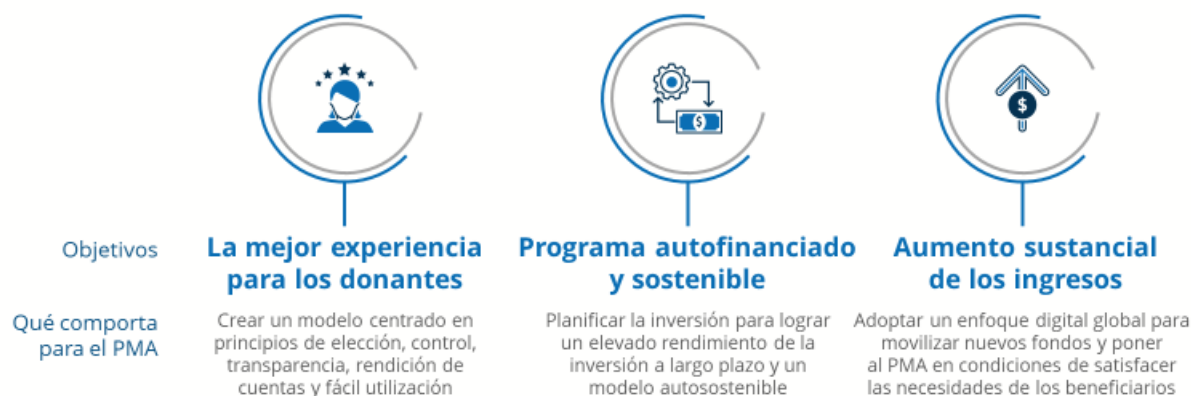 Objetivos
La mejor experiencia
para los donantes
Programa autofinanciado
y sostenible
Aumento sustancial
de los ingresos
Qué comporta
para el PMA
Crear un modelo centrado en
principios de elección, control,
transparencia, rendición de
cuentas y fácil utilización
Planificar la inversión para lograr
un elevado rendimiento de la
inversión a largo plazo y un
modelo autosostenible
Adoptar un enfoque digital global para
movilizar nuevos fondos y poner
al PMA en condiciones de satisfacer
las necesidades de los beneficiarios